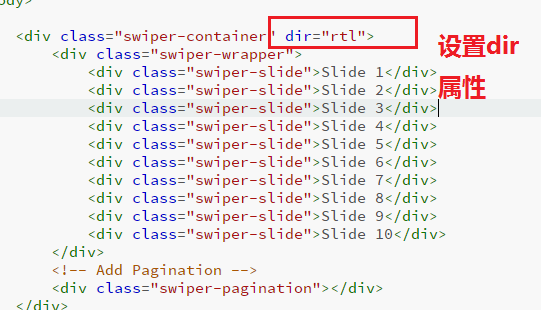 body>
<div class="swiper-container" dir="rtl">
<div class="swiper-wrapper">
<div class="swiper-slide">Slide 1</div>
<div class="swiper-slide">Slide 2</div>
<div class="swiper-slide">Slide 3</div>
<div class="swiper-slide">Slide 4</div>
<div class="swiper-slide">Slide 5</div>
<div class="swiper-slide">Slide 6</div>
<div class="swiper-slide">Slide 7</div>
<div class="swiper-slide">Slide 8</div>
<div class="swiper-slide">Slide 9</div>
<div class="swiper-slide">Slide 10</div>
</div>
<!-- Add Pagination -->
<div class="swiper-pagination"></div>
</div>
设置dir
属性